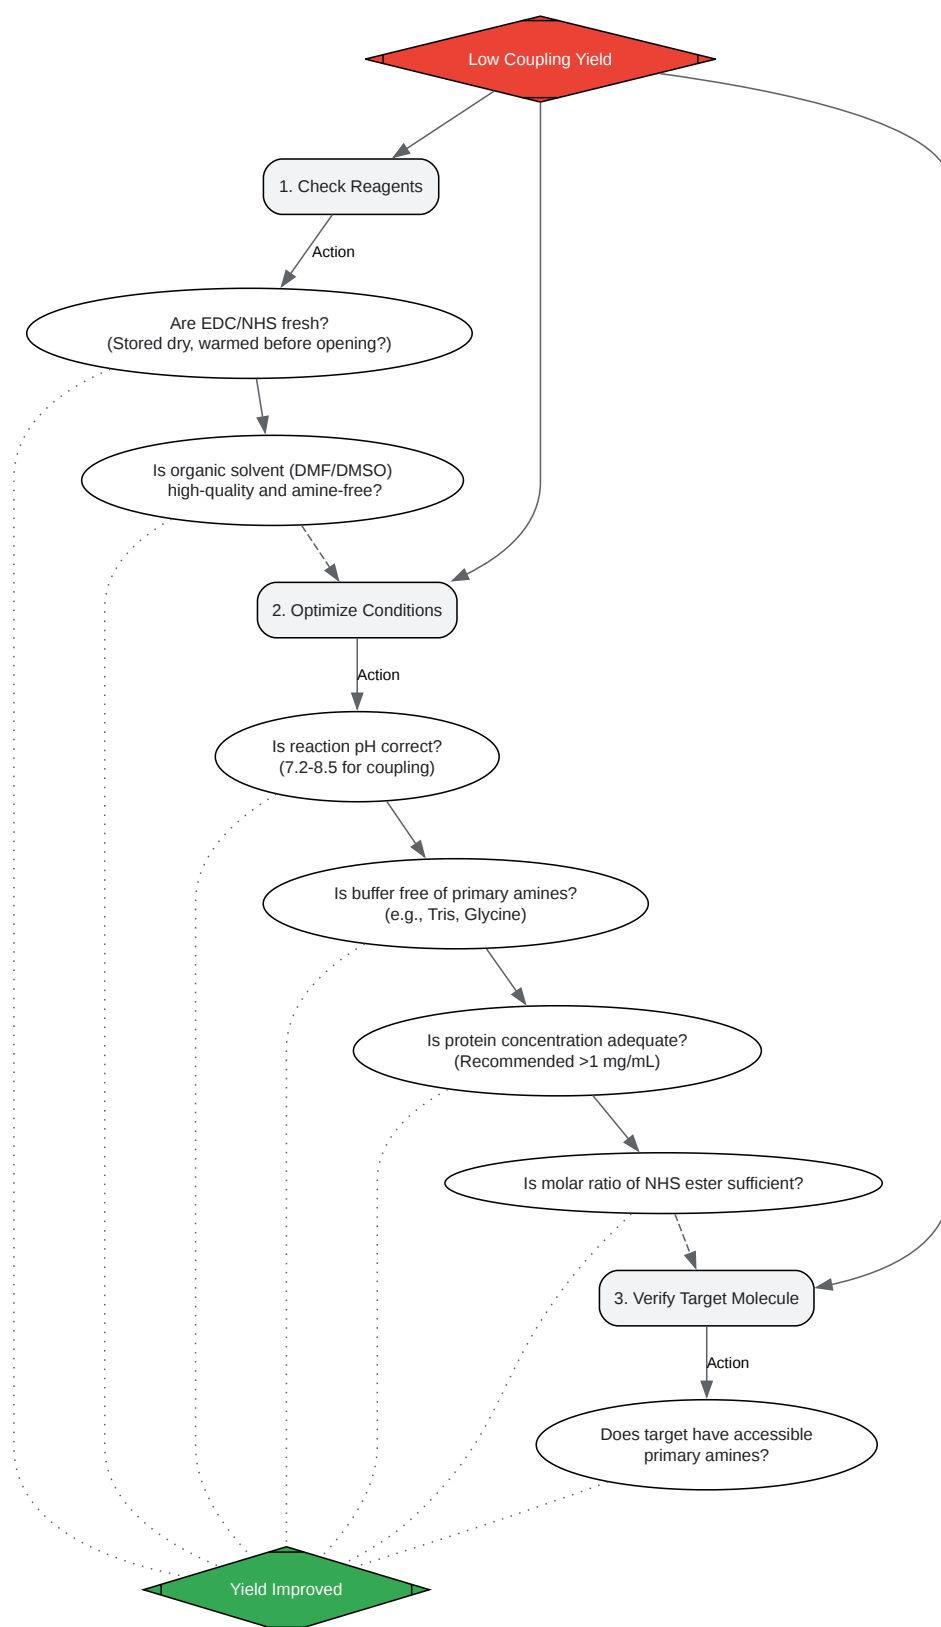 Low Coupling Yield
1. Check Reagents
Action
Are EDC/NHS fresh?
(Stored dry, warmed before opening?)
Is organic solvent (DMF/DMSO)
high-quality and amine-free?
2. Optimize Conditions
Action
Is reaction pH correct?
(7.2-8.5 for coupling)
Is buffer free of primary amines?
(e.g., Tris, Glycine)
Is protein concentration adequate?
(Recommended >1 mg/mL)
Is molar ratio of NHS ester sufficient?
3. Verify Target Molecule
Action
Does target have accessible
primary amines?
Yield Improved